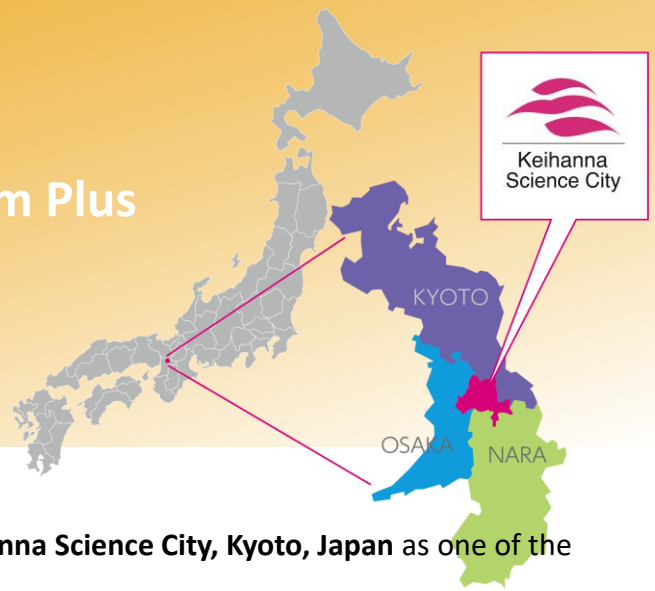 Keihanna
Science City
m Plus
KYOTO
OSAKA
NARA
nna Science City, Kyoto, Japan as one of the